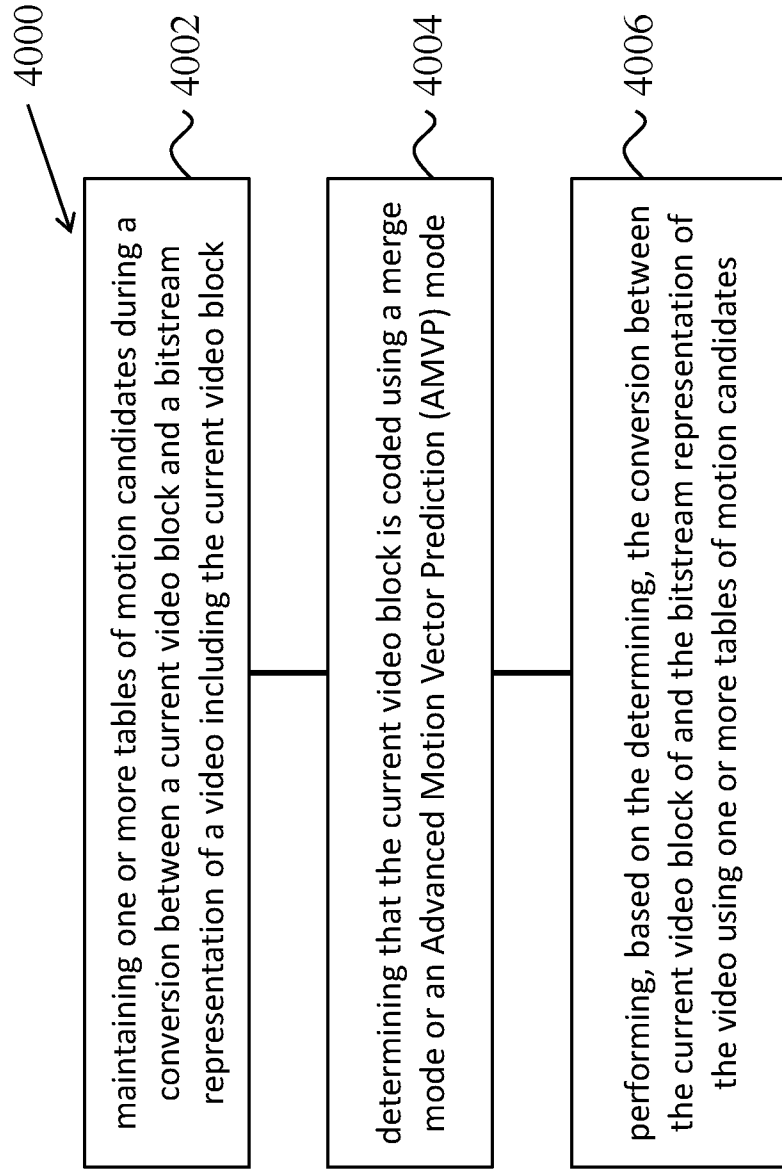 4000
maintaining one or more tables of motion candidates during a
conversion between a current video block and a bitstream
representation of a video including the current video block
4002
determining that the current video block is coded using a merge
mode or an Advanced Motion Vector Prediction (AMVP) mode
4004
performing, based on the determining, the conversion between
the current video block of and the bitstream representation of
the video using one or more tables of motion candidates
4006